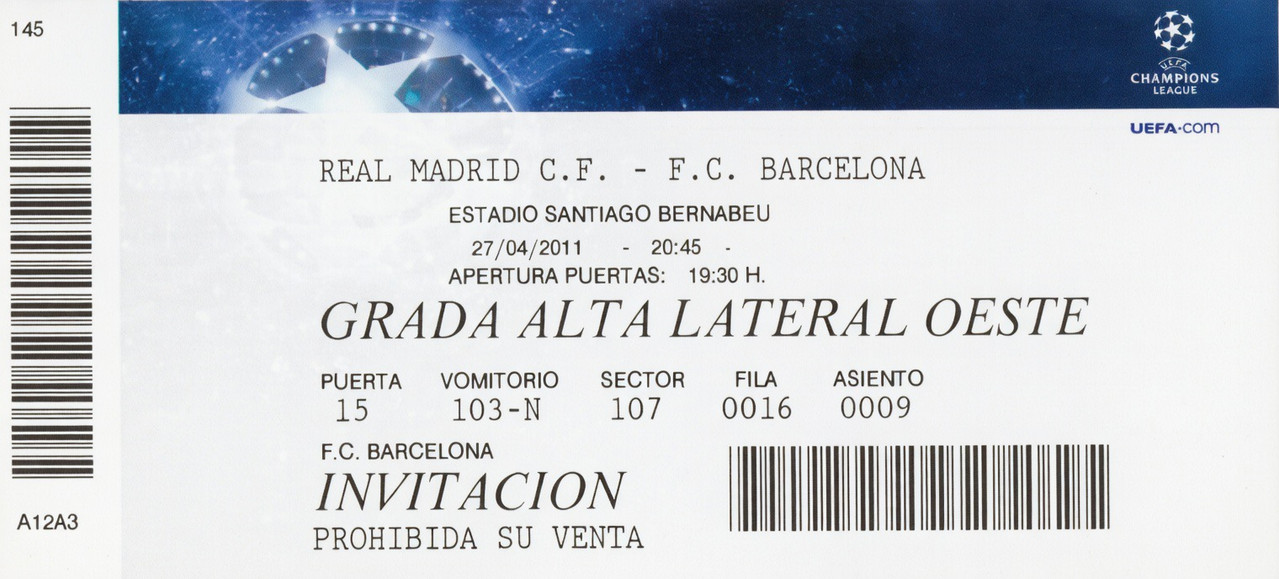 145
UEFA
CHAMPIONS
LEAGUE
UEFA.com
REAL MADRID C.F. - F.C. BARCELONA
ESTADIO SANTIAGO BERNABEU
27/04/2011 - 20:45 -
APERTURA PUERTAS: 19:30 H.
GRADA ALTA LATERAL OESTE
PUERTA VOMITORIO SECTOR FILA ASIENTO
15 103-N 107 0016 0009
F.C. BARCELONA
INVITACION
PROHIBIDA SU VENTA
A12A3